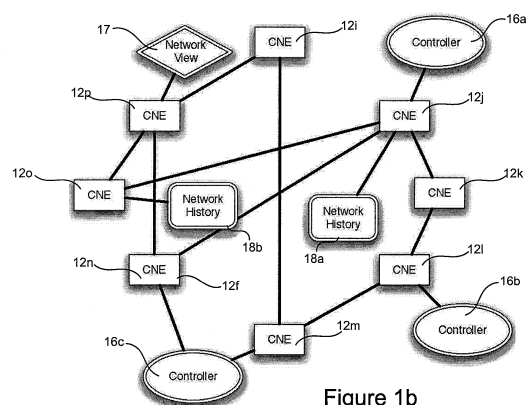 17
Network
View
CNE
12i
16a
Controller
12p
CNE
CNE
12j
12o
CNE
Network
History
18b
Network
History
18a
CNE
12k
12n
CNE
12f
CNE
12l
16b
Controller
CNE
12m
16c
Controller
Figure 1b